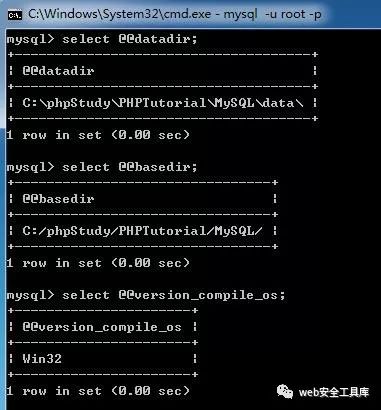 C:\Windows\System32\cmd.exe - mysql  -u root -p
mysql> select @@datadir;
+-------------------------------------+
| @@datadir                           |
+-------------------------------------+
| C:\phpStudy\PHPTutorial\MySQL\data\ |
+-------------------------------------+
1 row in set (0.00 sec)
mysql> select @@basedir;
+--------------------------------+
| @@basedir                      |
+--------------------------------+
| C:/phpStudy/PHPTutorial/MySQL/ |
+--------------------------------+
1 row in set (0.00 sec)
mysql> select @@version_compile_os;
+----------------------+
| @@version_compile_os |
+----------------------+
| Win32                |
+----------------------+
1 row in set (0.00 sec)
web安全工具库